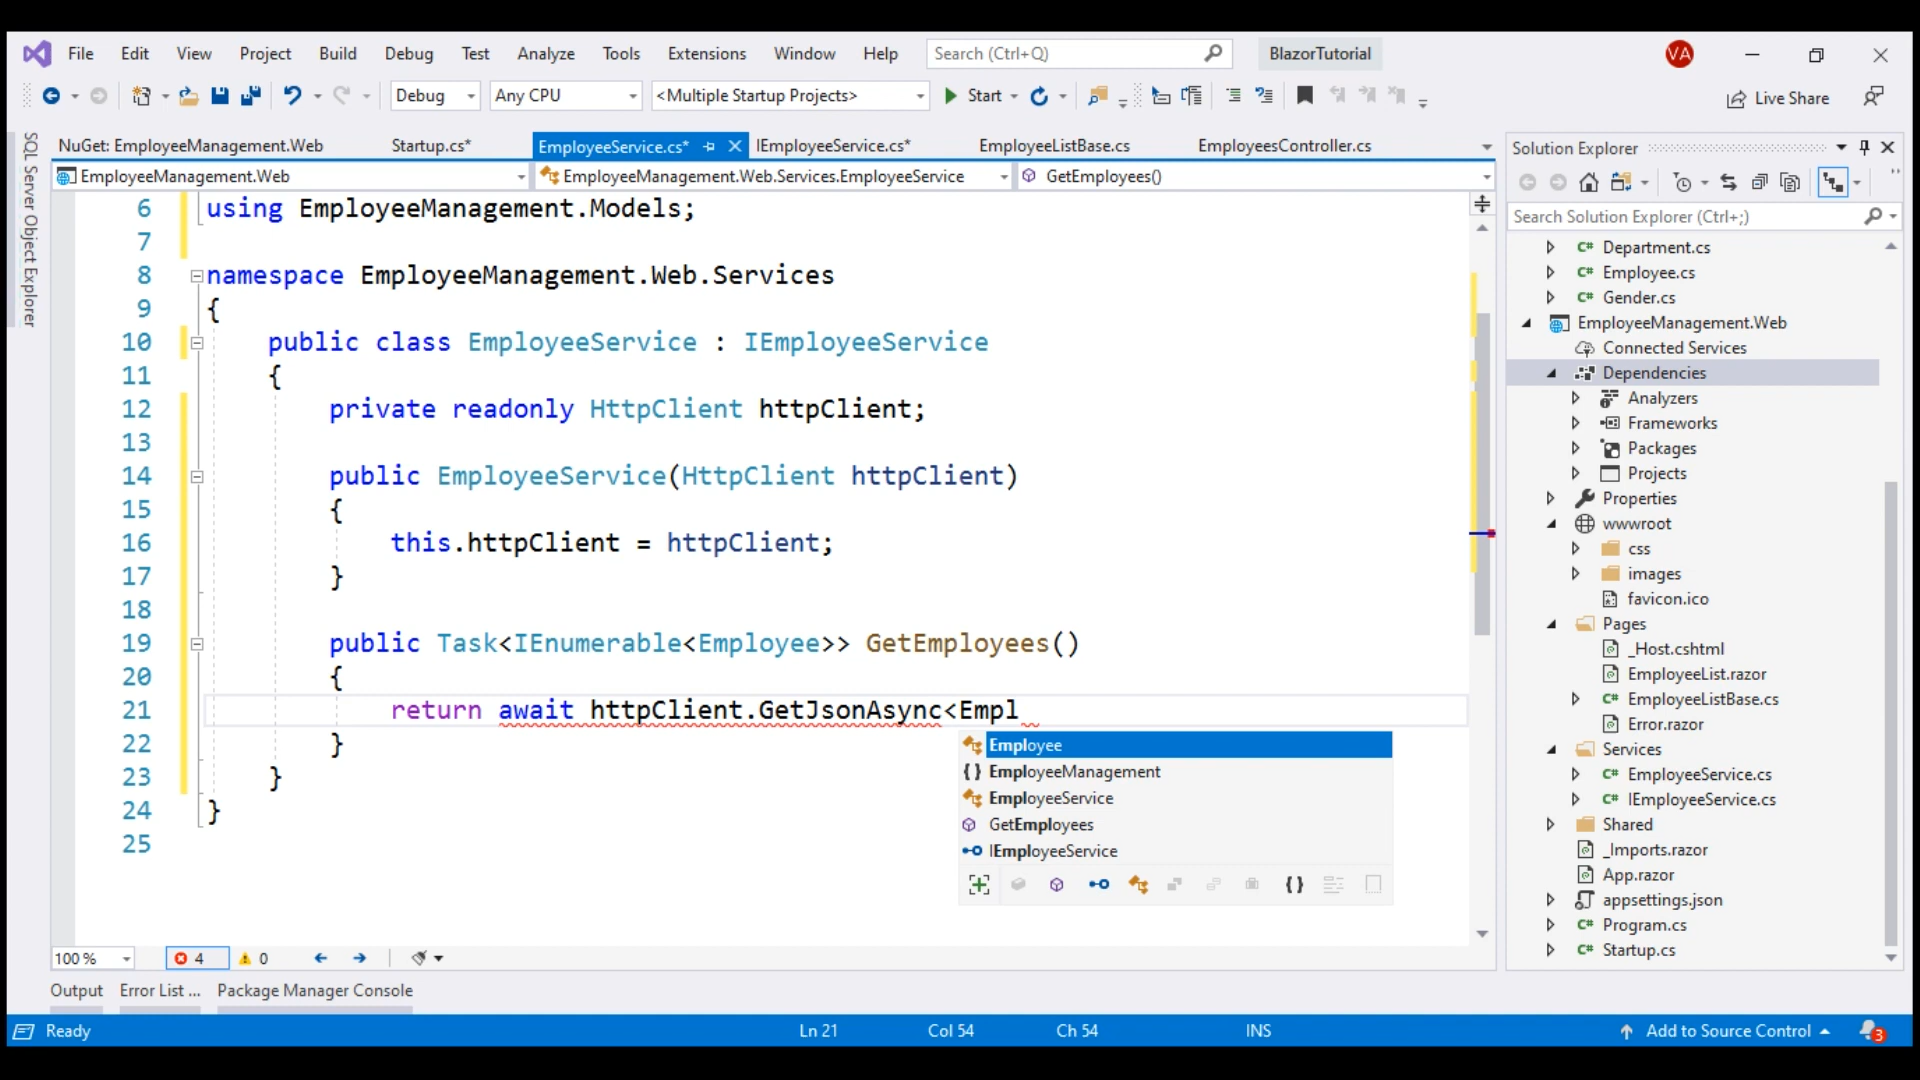 File Edit View Project Build Debug Test Analyze Tools Extensions Window Help Search (Ctrl+Q) BlazorTutorial VA
Debug Any CPU <Multiple Startup Projects> Start Live Share
SQL Server Object Explorer
NuGet: EmployeeManagement.Web Startup.cs* EmployeeService.cs* IEmployeeService.cs* EmployeeListBase.cs EmployeesController.cs
EmployeeManagement.Web EmployeeManagement.Web.Services.EmployeeService GetEmployees()
6 using EmployeeManagement.Models;
7
8 namespace EmployeeManagement.Web.Services
9 {
10 public class EmployeeService : IEmployeeService
11 {
12 private readonly HttpClient httpClient;
13
14 public EmployeeService(HttpClient httpClient)
15 {
16 this.httpClient = httpClient;
17 }
18
19 public Task<IEnumerable<Employee>> GetEmployees()
20 {
21 return await httpClient.GetJsonAsync<Empl
22 }
23 }
24 }
25
Employee
{} EmployeeManagement
EmployeeService
GetEmployees
IEmployeeService
{}
100 % 4 0
Output Error List ... Package Manager Console
Solution Explorer
Search Solution Explorer (Ctrl+;)
C# Department.cs
C# Employee.cs
C# Gender.cs
EmployeeManagement.Web
Connected Services
Dependencies
Analyzers
Frameworks
Packages
Projects
Properties
wwwroot
css
images
favicon.ico
Pages
_Host.cshtml
EmployeeList.razor
C# EmployeeListBase.cs
Error.razor
Services
C# EmployeeService.cs
C# IEmployeeService.cs
Shared
_Imports.razor
App.razor
appsettings.json
C# Program.cs
C# Startup.cs
Ready Ln 21 Col 54 Ch 54 INS Add to Source Control 3